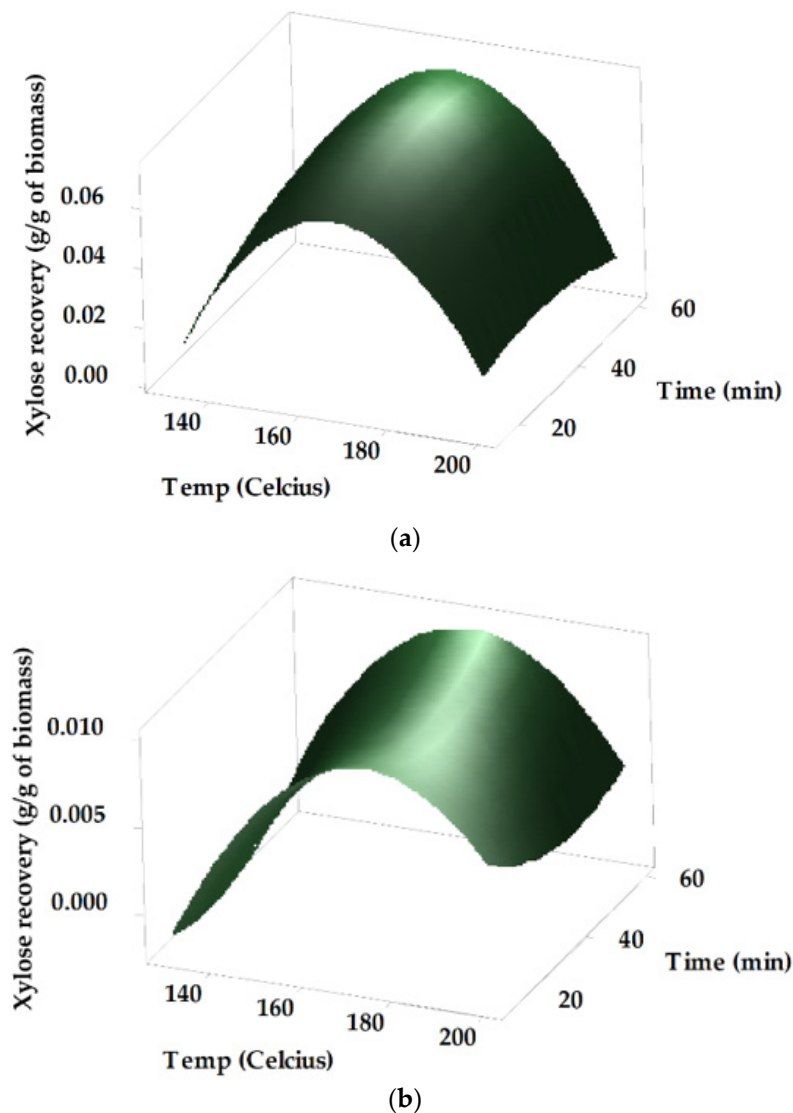 Xylose recovery (g/g of biomass)
0.06
0.04
0.02
0.00
140
160
180
200
Temp (Celcius)
20
40
60
Time (min)
(a)
Xylose recovery (g/g of biomass)
0.010
0.005
0.000
140
160
180
200
Temp (Celcius)
20
40
60
Time (min)
(b)